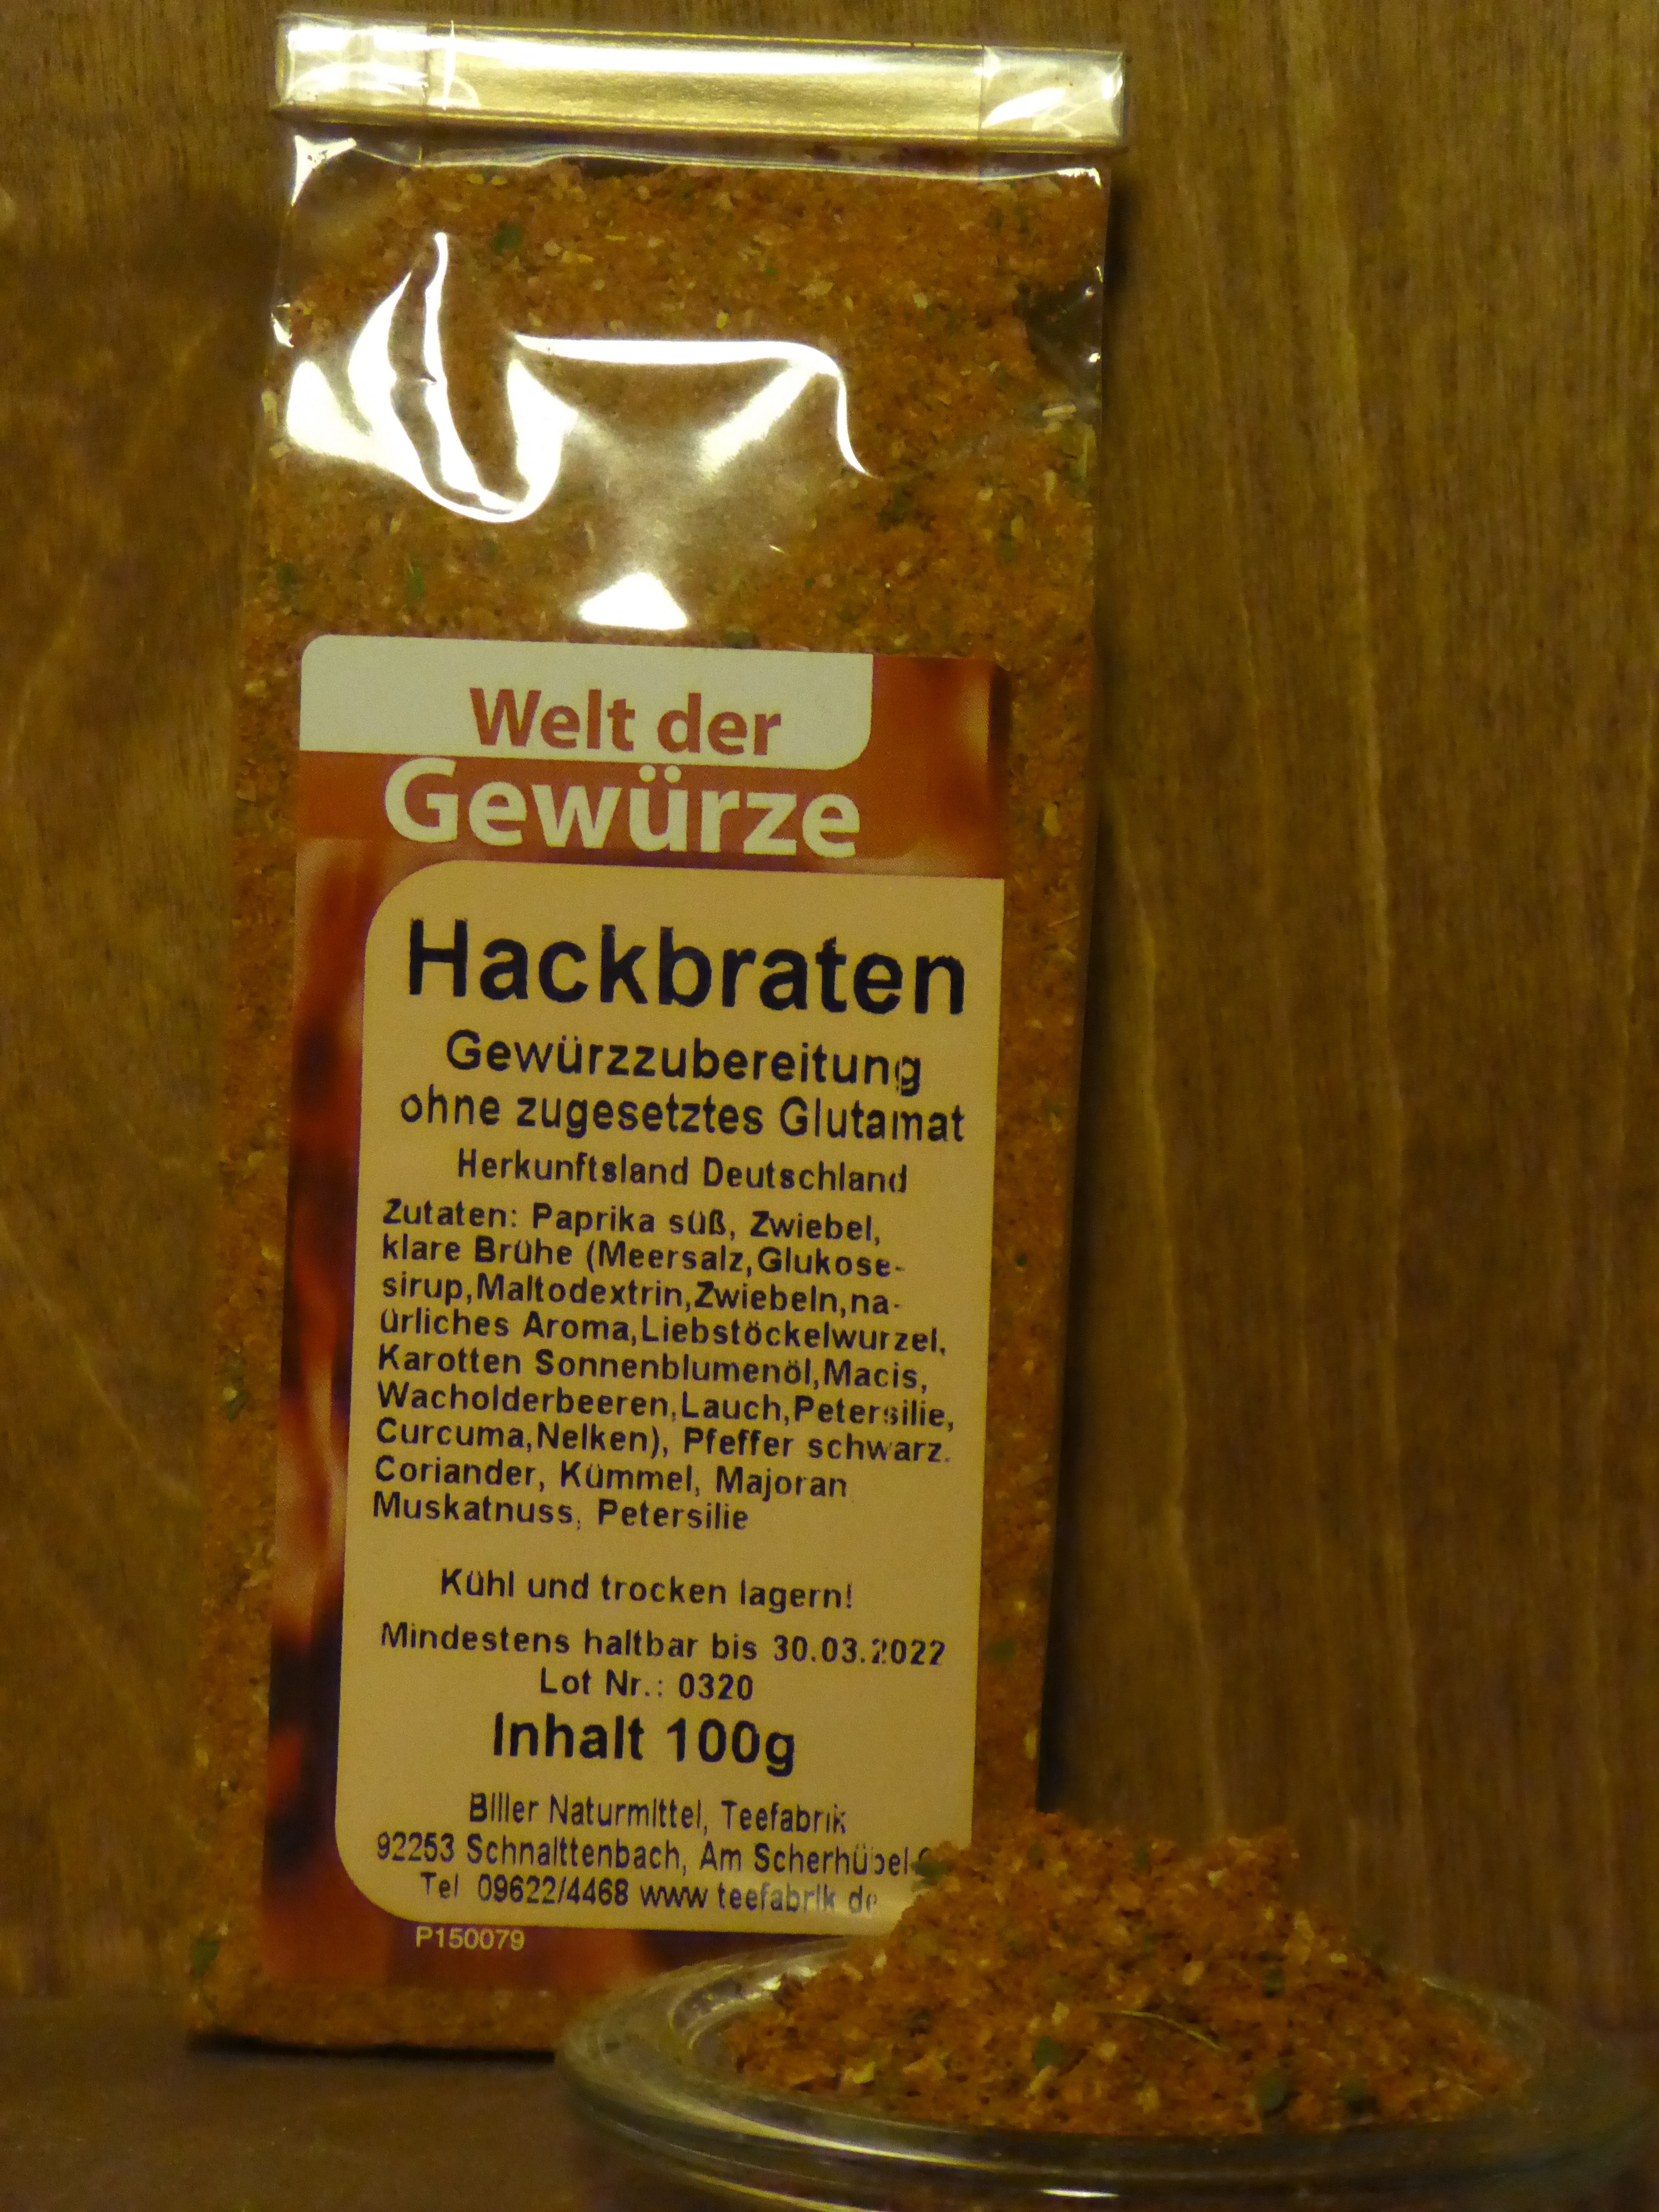 Welt der
Gewürze
Hackbraten
Gewürzzubereitung
ohne zugesetztes Glutamat
Herkunftsland Deutschland
Zutaten: Paprika süß, Zwiebel,
klare Brühe (Meersalz,Glukose-
sirup,Maltodextrin,Zwiebeln,na-
ürliches Aroma,Liebstöckelwurzel,
Karotten Sonnenblumenöl,Macis,
Wacholderbeeren,Lauch,Petersilie,
Curcuma,Nelken), Pfeffer schwarz.
Coriander, Kümmel, Majoran
Muskatnuss, Petersilie
Kühl und trocken lagern!
Mindestens haltbar bis 30.03.2022
Lot Nr.: 0320
Inhalt 100g
Biller Naturmittel, Teefabrik
92253 Schnaittenbach, Am Scherhübel
Tel 09622/4468 www teefabrik de
P150079